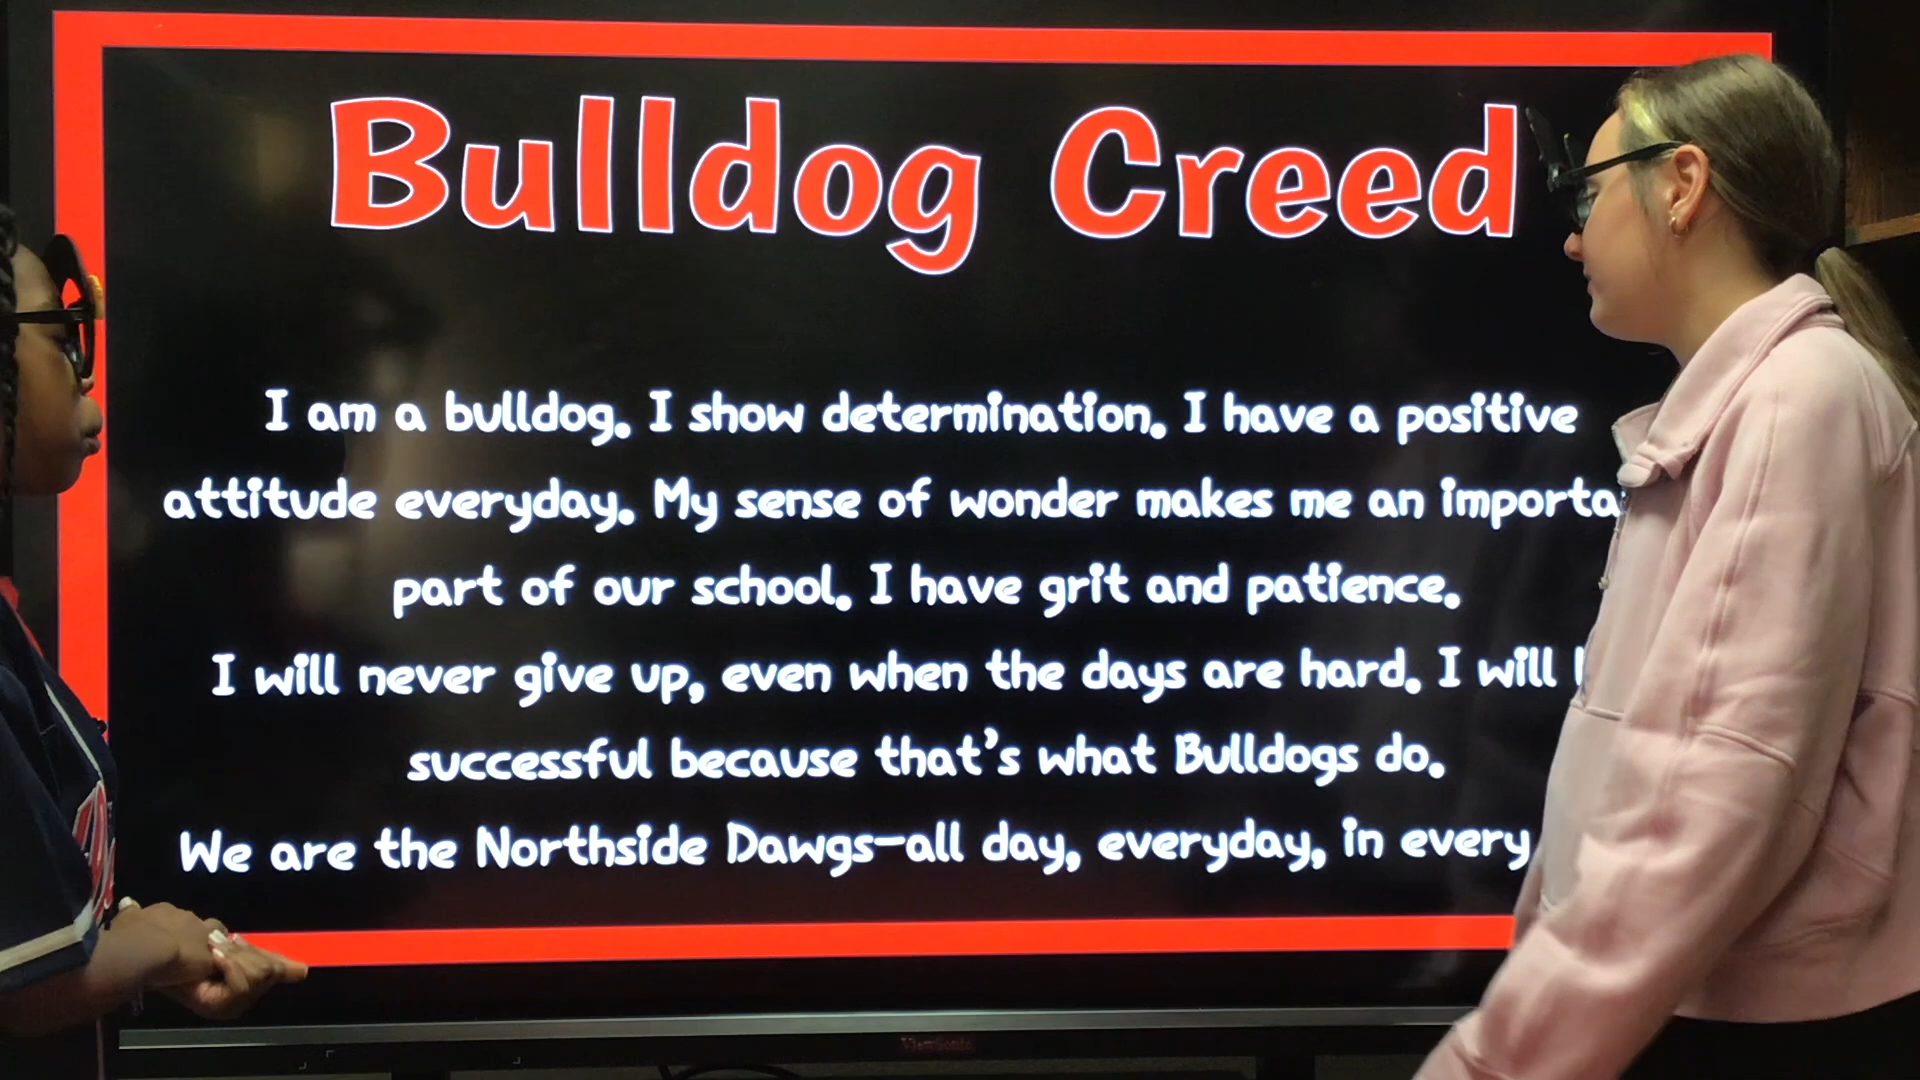 Bulldog Creed
I am a bulldog. I show determination. I have a positive
attitude everyday. My sense of wonder makes me an
part of our school. I have grit and patience.
I will never give up, even when the days are hard. I will
successful because that's what Bulldogs do.
We are the Northside Dawgs—all day, everyday, in every
ViewSonic